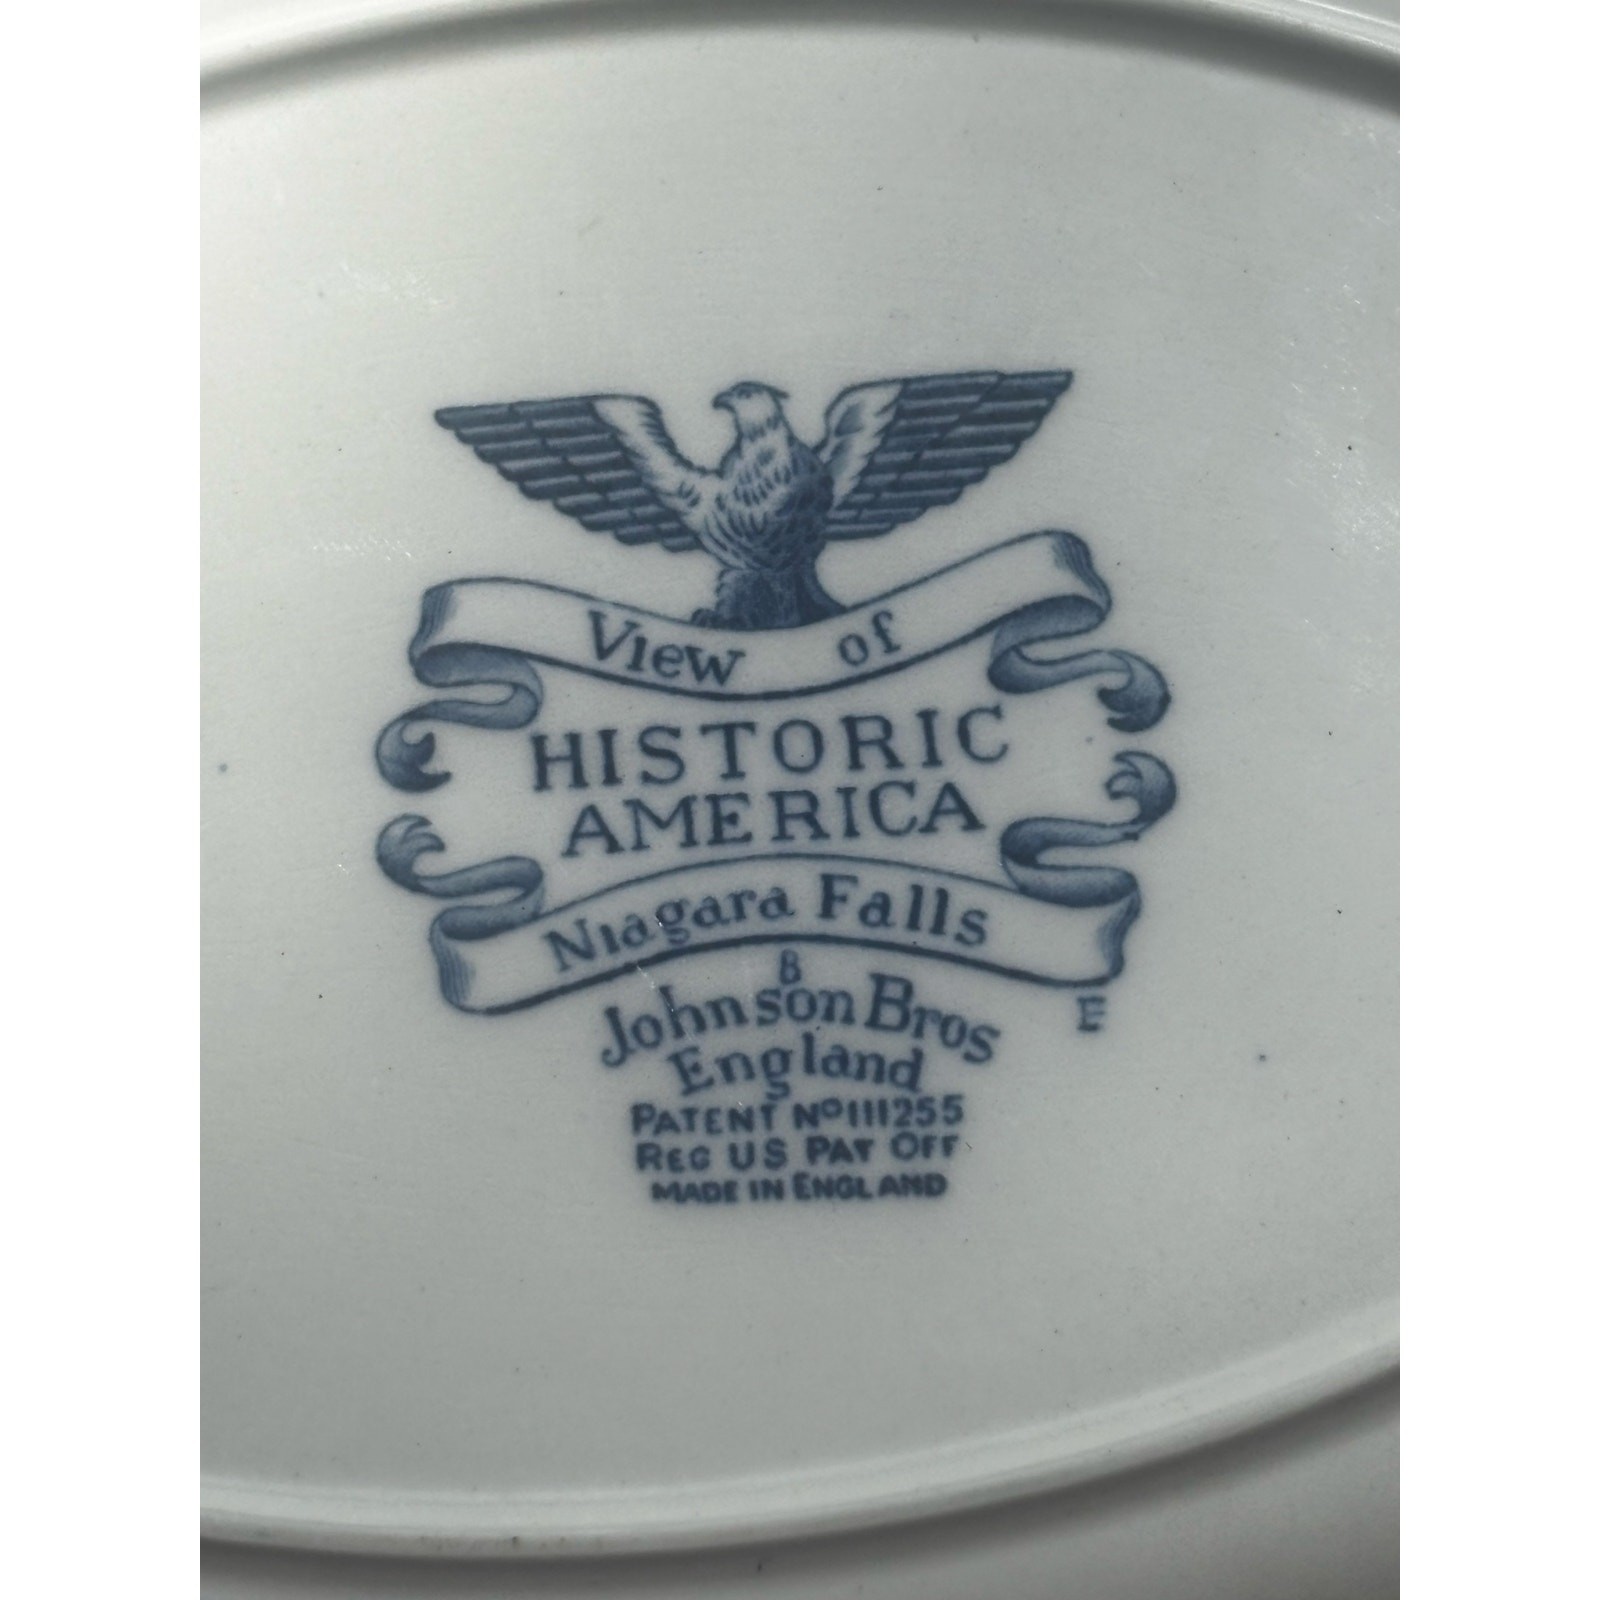 View of
HISTORIC
AMERICA
Niagara Falls
B
Johnson Bros
E
England
S
PATENT No 111255
REG US PAT OFF
MADE IN ENGLAND